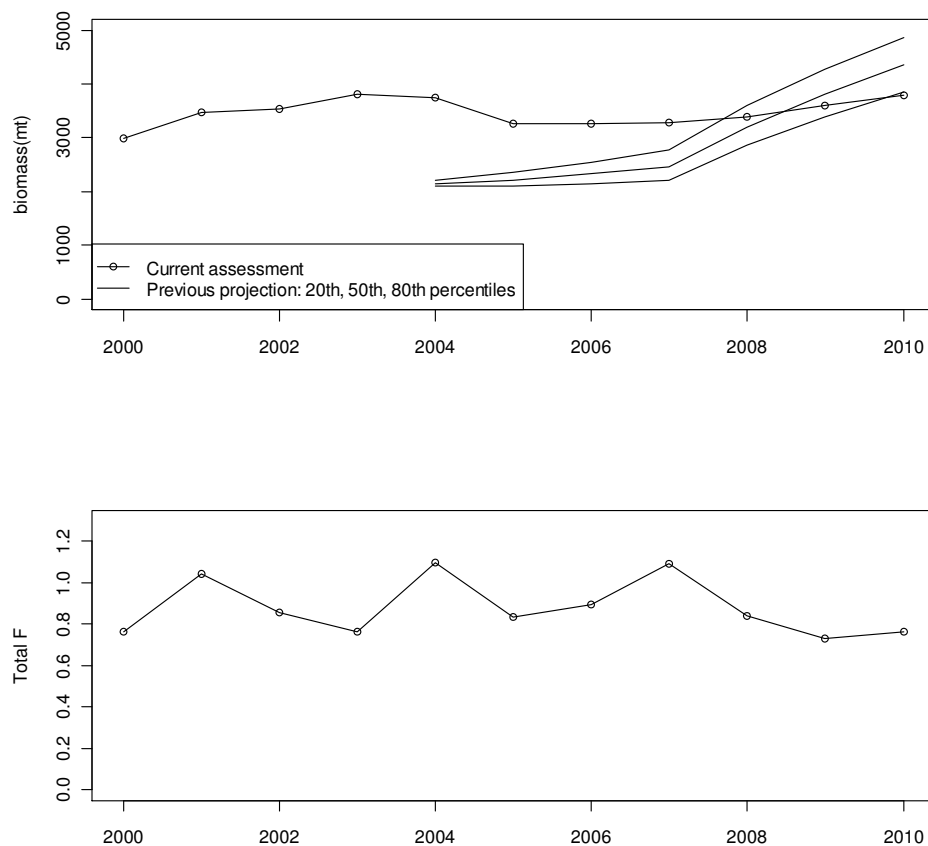 biomass(mt)
5000
3000
1000
0
Current assessment
Previous projection: 20th, 50th, 80th percentiles
2000 2002 2004 2006 2008 2010
Total F
1.2
1.0
0.8
0.6
0.4
0.2
0.0
2000 2002 2004 2006 2008 2010